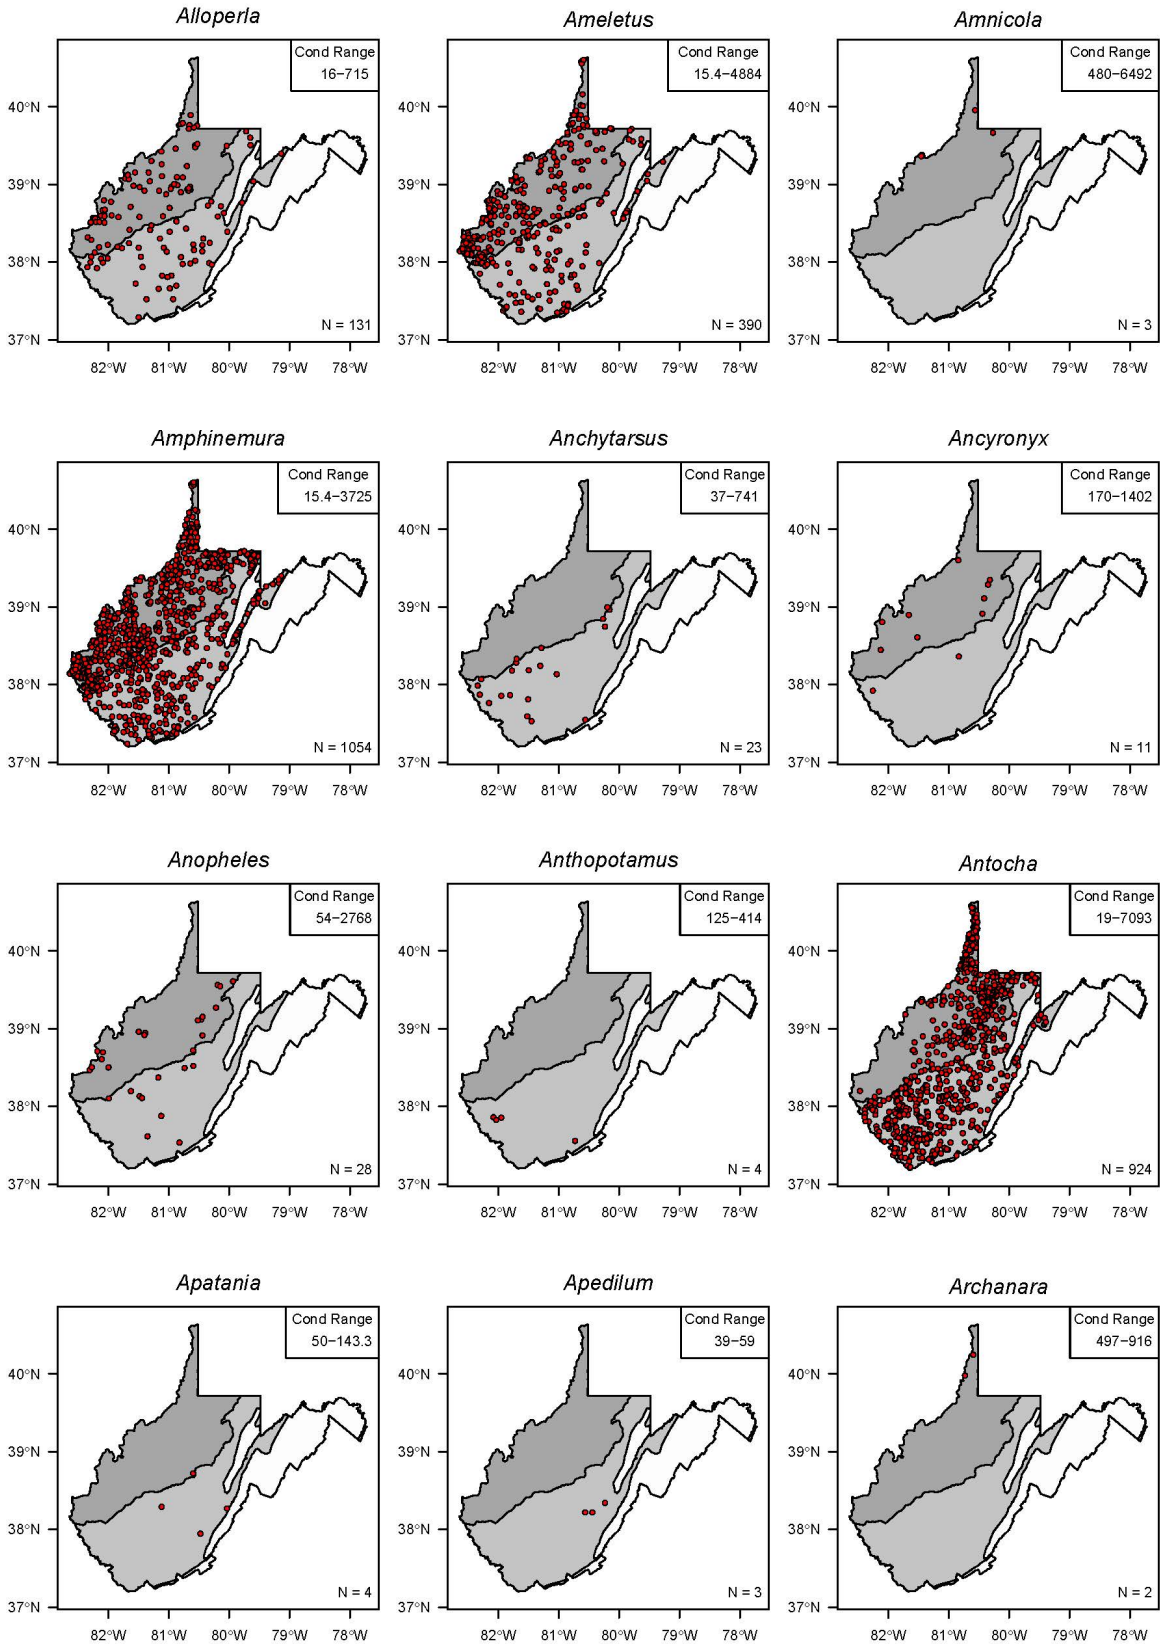 Alloperla
Cond Range
16−715
40°N
39°N
38°N
37°N
N = 131
82°W 81°W 80°W 79°W 78°W
Ameletus
Cond Range
15.4−4884
40°N
39°N
38°N
37°N
N = 390
82°W 81°W 80°W 79°W 78°W
Amnicola
Cond Range
480−6492
40°N
39°N
38°N
37°N
N = 3
82°W 81°W 80°W 79°W 78°W
Amphinemura
Cond Range
15.4−3725
40°N
39°N
38°N
37°N
N = 1054
82°W 81°W 80°W 79°W 78°W
Anchytarsus
Cond Range
37−741
40°N
39°N
38°N
37°N
N = 23
82°W 81°W 80°W 79°W 78°W
Ancyronyx
Cond Range
170−1402
40°N
39°N
38°N
37°N
N = 11
82°W 81°W 80°W 79°W 78°W
Anopheles
Cond Range
54−2768
40°N
39°N
38°N
37°N
N = 28
82°W 81°W 80°W 79°W 78°W
Anthopotamus
Cond Range
125−414
40°N
39°N
38°N
37°N
N = 4
82°W 81°W 80°W 79°W 78°W
Antocha
Cond Range
19−7093
40°N
39°N
38°N
37°N
N = 924
82°W 81°W 80°W 79°W 78°W
Apatania
Cond Range
50−143.3
40°N
39°N
38°N
37°N
N = 4
82°W 81°W 80°W 79°W 78°W
Apedilum
Cond Range
39−59
40°N
39°N
38°N
37°N
N = 3
82°W 81°W 80°W 79°W 78°W
Archanara
Cond Range
497−916
40°N
39°N
38°N
37°N
N = 2
82°W 81°W 80°W 79°W 78°W